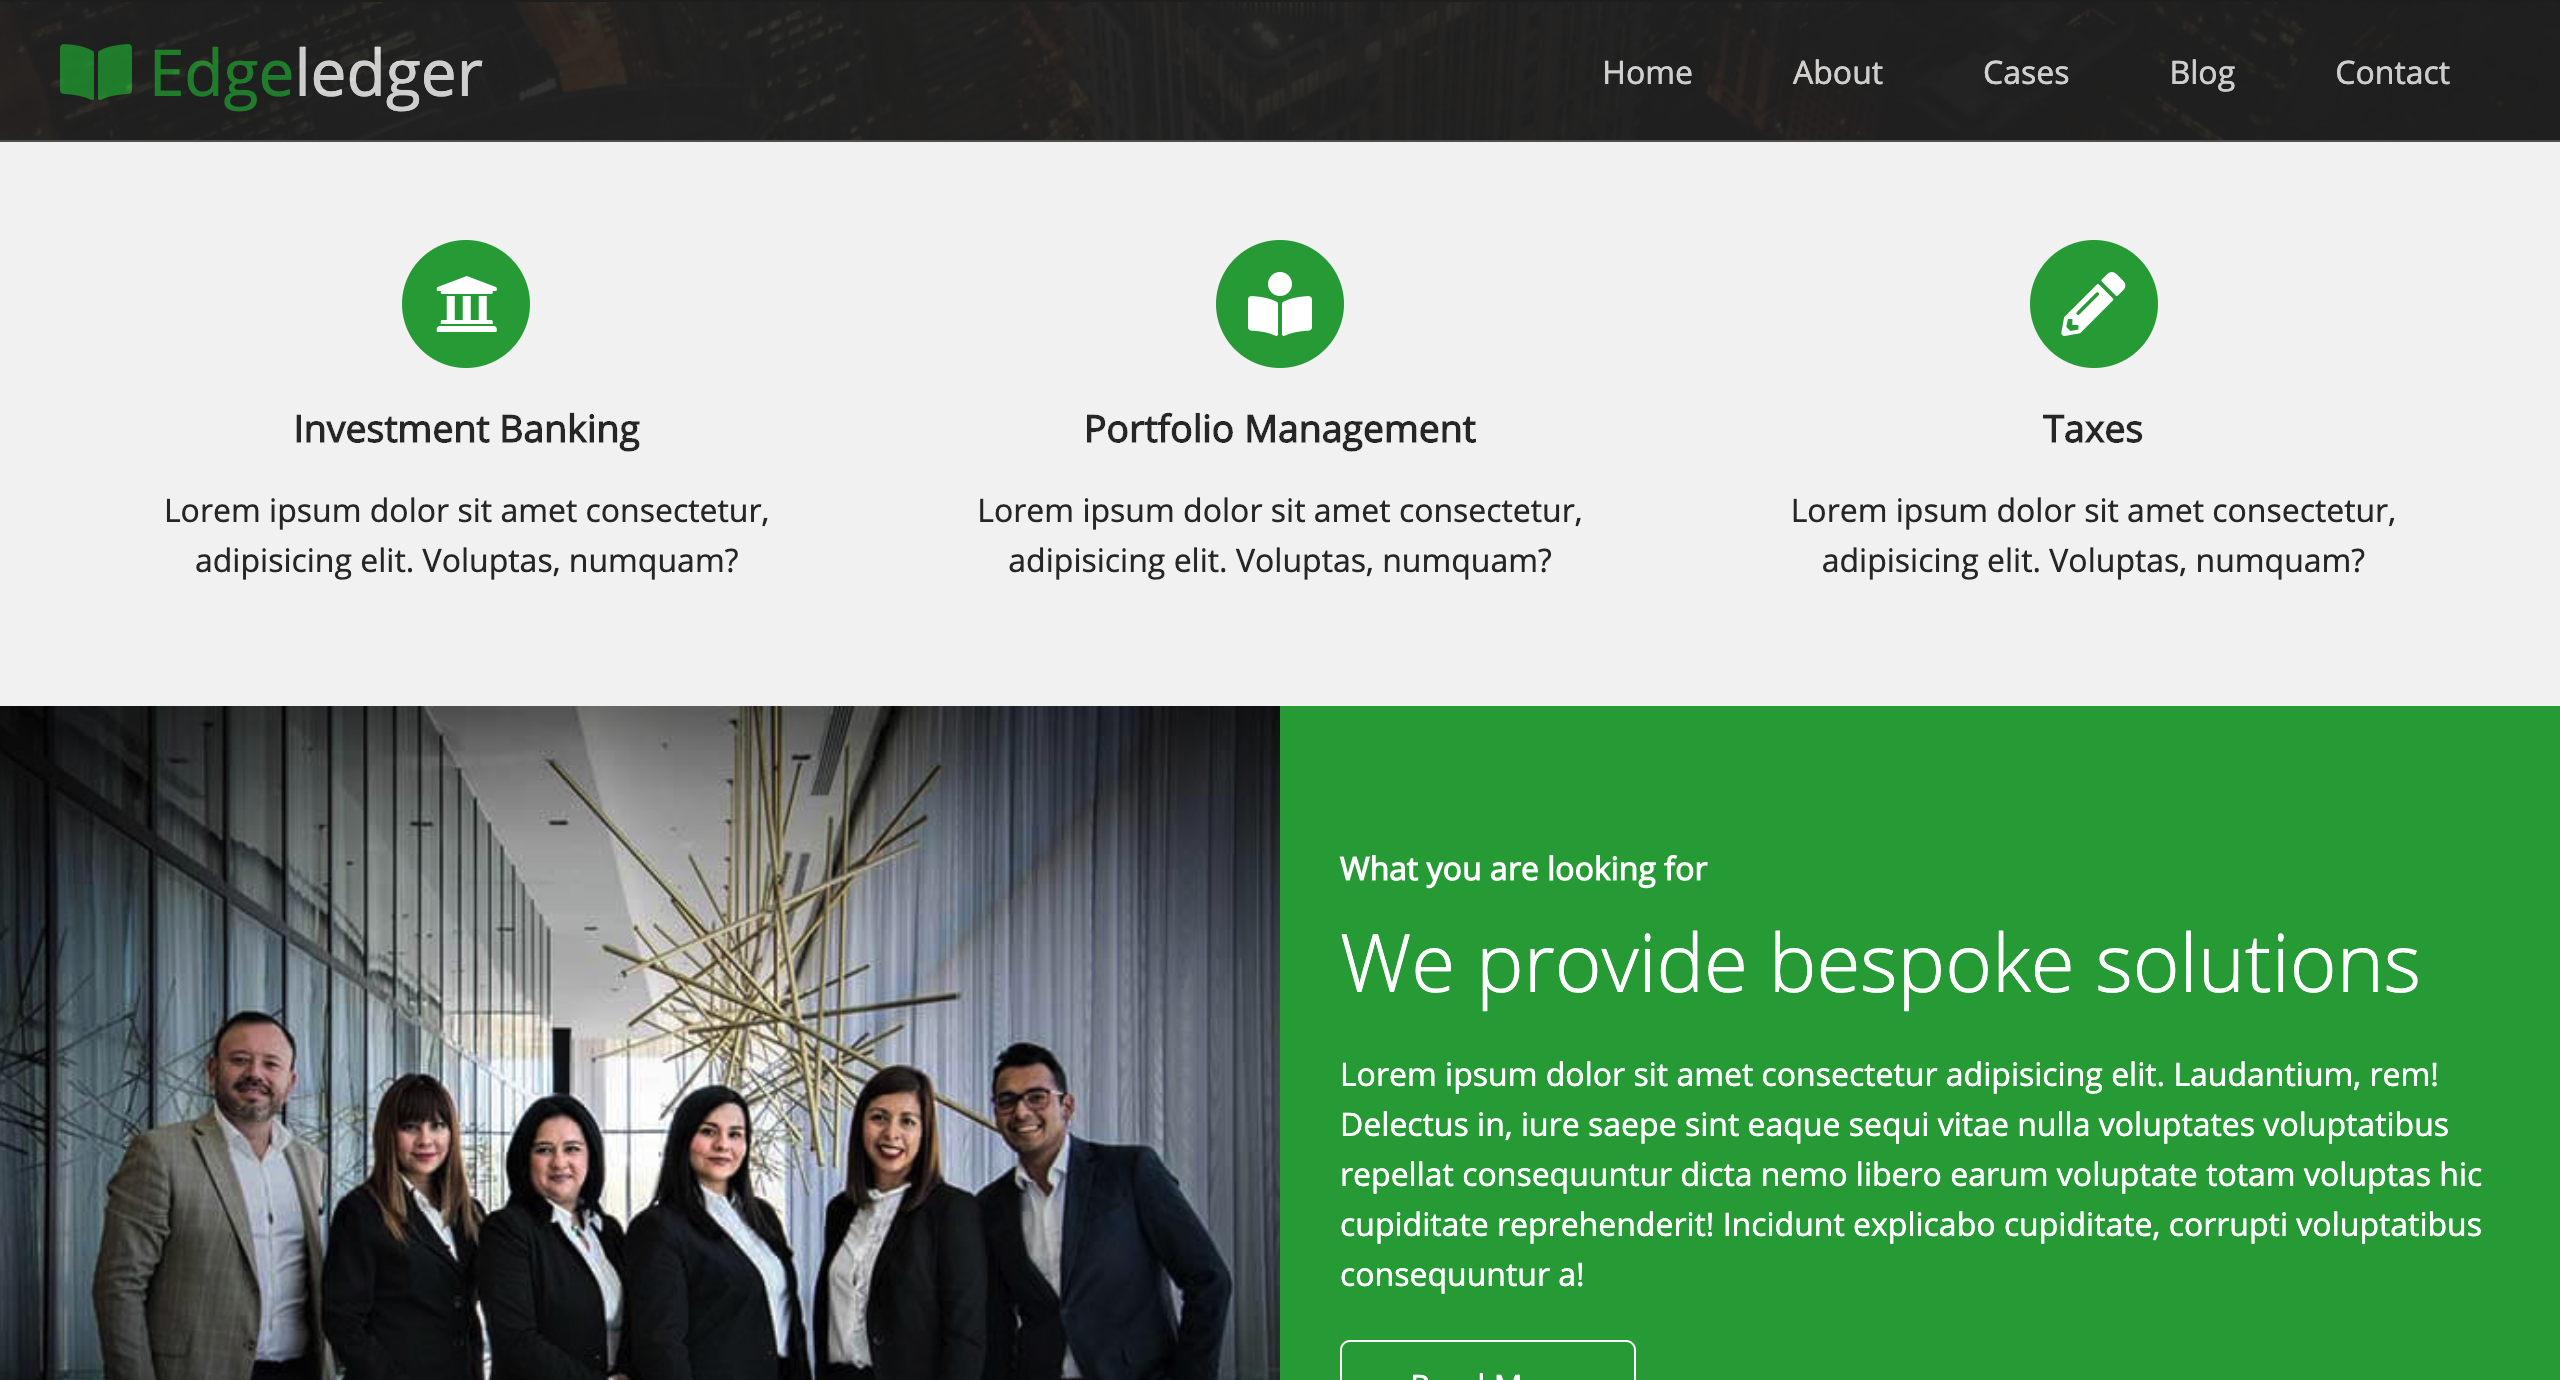 Edgeledger
Home About Cases Blog Contact
Investment Banking
Lorem ipsum dolor sit amet consectetur,
adipisicing elit. Voluptas, numquam?
Portfolio Management
Lorem ipsum dolor sit amet consectetur,
adipisicing elit. Voluptas, numquam?
Taxes
Lorem ipsum dolor sit amet consectetur,
adipisicing elit. Voluptas, numquam?
What you are looking for
We provide bespoke solutions
Lorem ipsum dolor sit amet consectetur adipisicing elit. Laudantium, rem!
Delectus in, iure saepe sint eaque sequi vitae nulla voluptates voluptatibus
repellat consequuntur dicta nemo libero earum voluptate totam voluptas hic
cupiditate reprehenderit! Incidunt explicabo cupiditate, corrupti voluptatibus
consequuntur a!